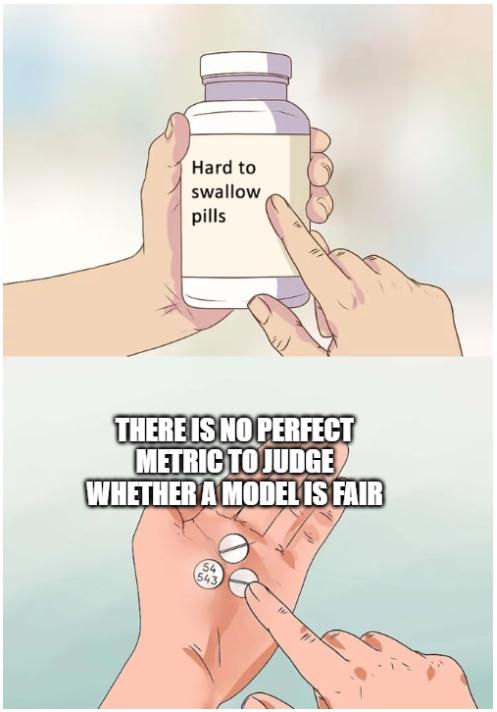 Hard to
swallow
pills
THERE IS NO PERFECT
METRIC TO JUDGE
WHETHER A MODEL IS FAIR
54
543